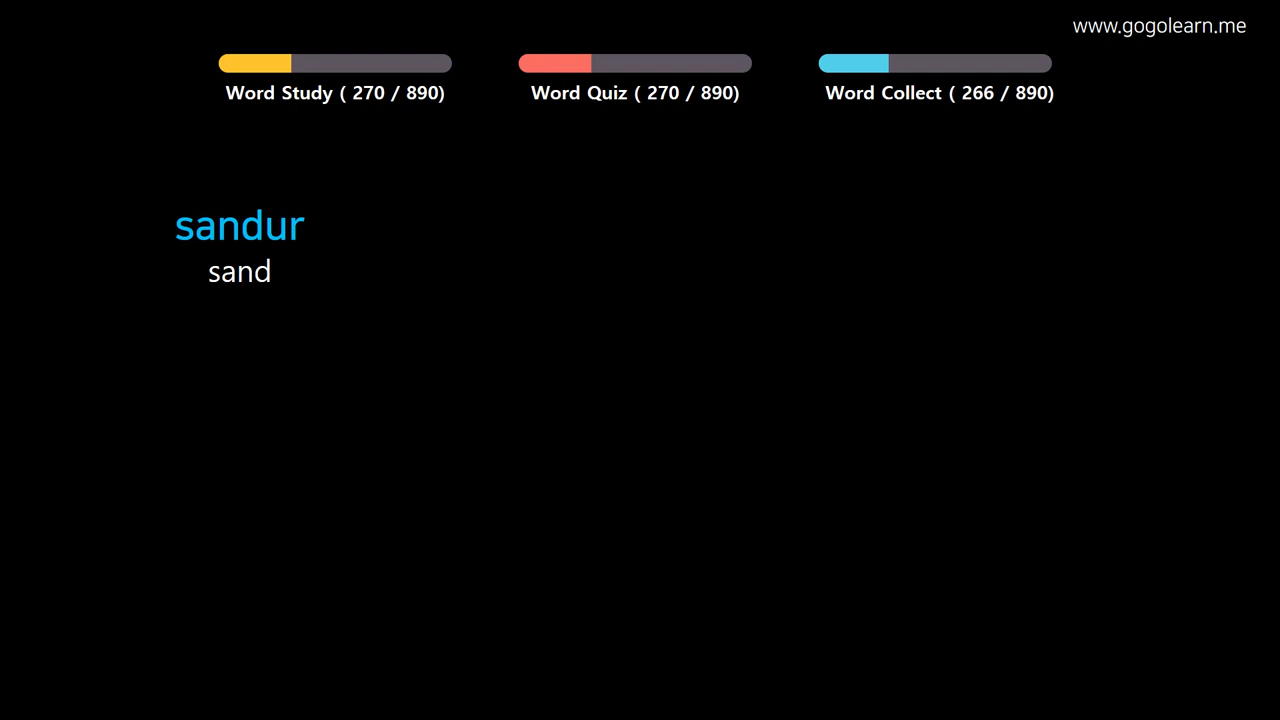 www.gogolearn.me
Word Study ( 270 / 890)
Word Quiz ( 270 / 890)
Word Collect ( 266 / 890)
sandur
sand